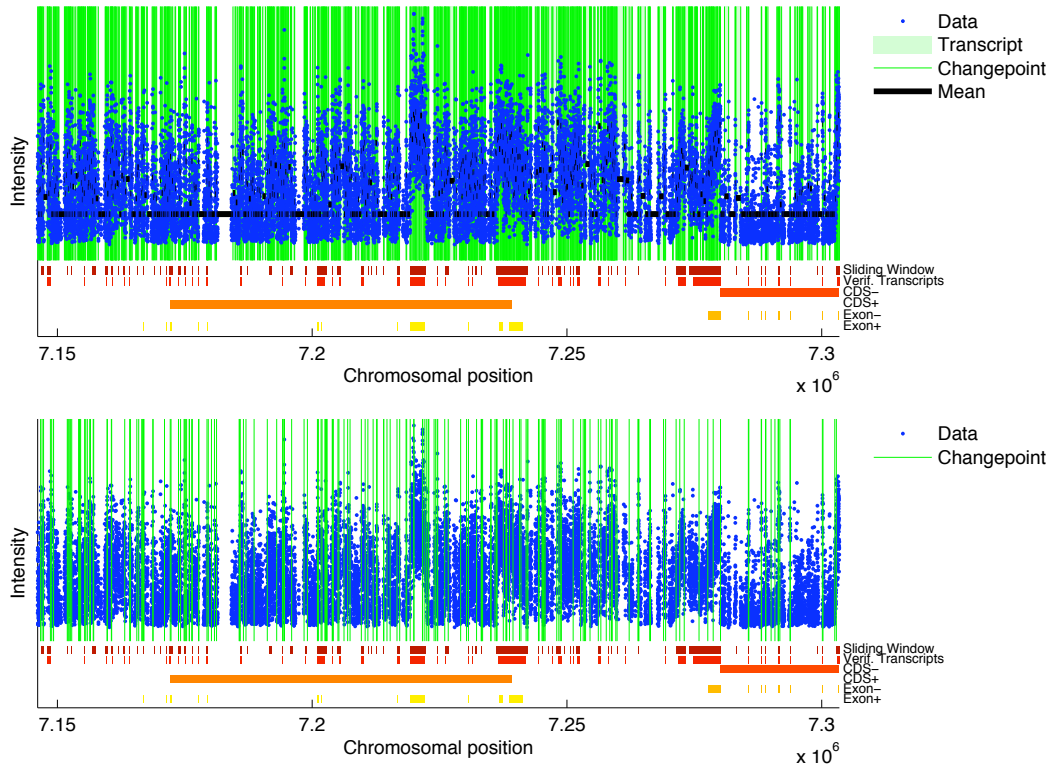 Data
Transcript
Changepoint
Mean
Intensity
Sliding Window
Verif. Transcripts
CDS−
CDS+
Exon−
Exon+
7.15 7.2 7.25 7.3
Chromosomal position
x 10^6
Data
Changepoint
Intensity
Sliding Window
Verif. Transcripts
CDS−
CDS+
Exon−
Exon+
7.15 7.2 7.25 7.3
Chromosomal position
x 10^6